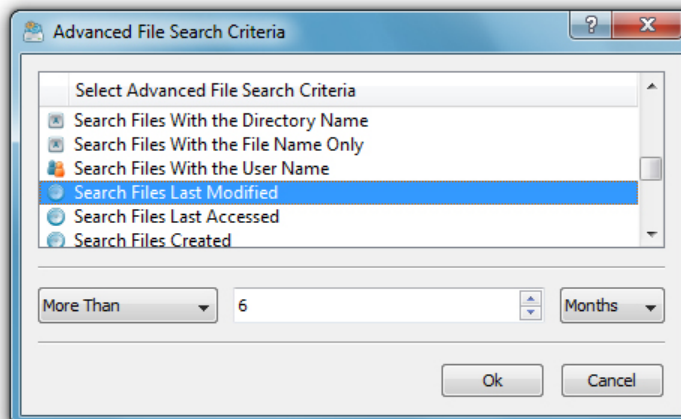 Advanced File Search Criteria
?
X
Select Advanced File Search Criteria
Search Files With the Directory Name
Search Files With the File Name Only
Search Files With the User Name
Search Files Last Modified
Search Files Last Accessed
Search Files Created
More Than 6 Months
Ok Cancel